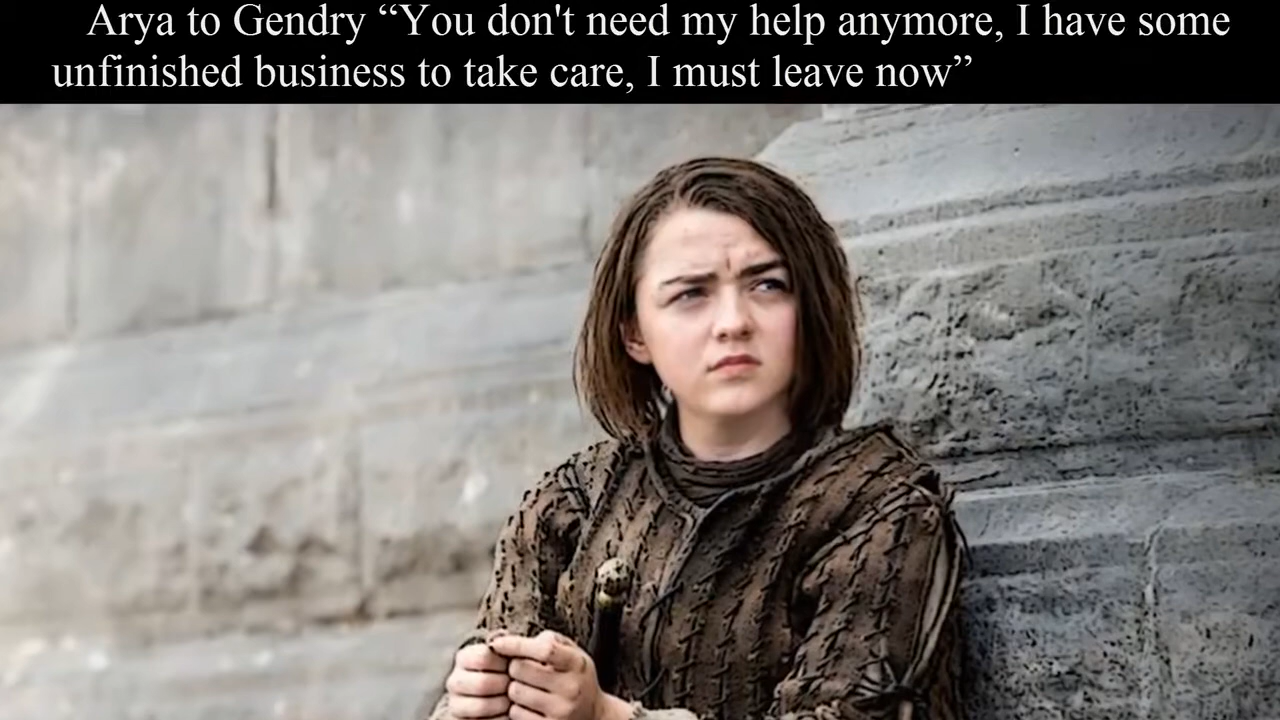 Arya to Gendry “You don't need my help anymore, I have some
unfinished business to take care, I must leave now”